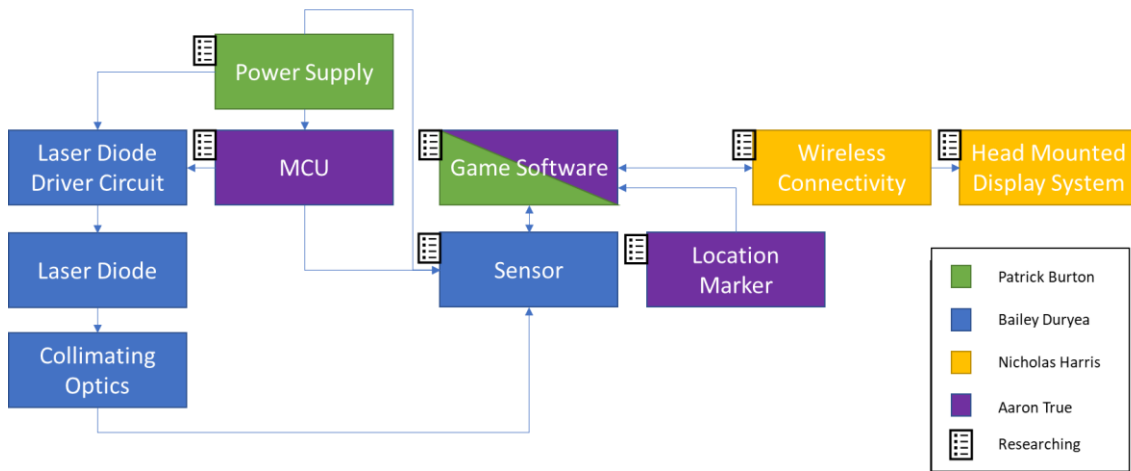 Power Supply
Laser Diode
Driver Circuit
MCU
Game Software
Wireless
Connectivity
Head Mounted
Display System
Laser Diode
Sensor
Location
Marker
Collimating
Optics
Patrick Burton
Bailey Duryea
Nicholas Harris
Aaron True
Researching